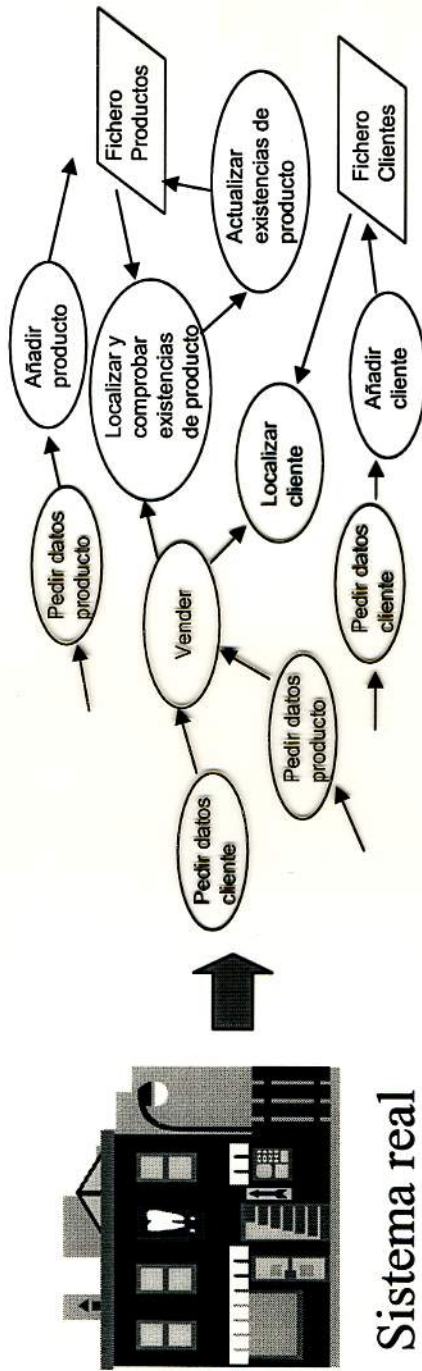 Sistema real
Pedir datos
cliente
Pedir datos
producto
Vender
Pedir datos
producto
Añadir
producto
Localizar y
comprobar
existencias
de producto
Localizar
cliente
Pedir datos
cliente
Añadir
cliente
Actualizar
existencias de
producto
Fichero
Productos
Fichero
Clientes